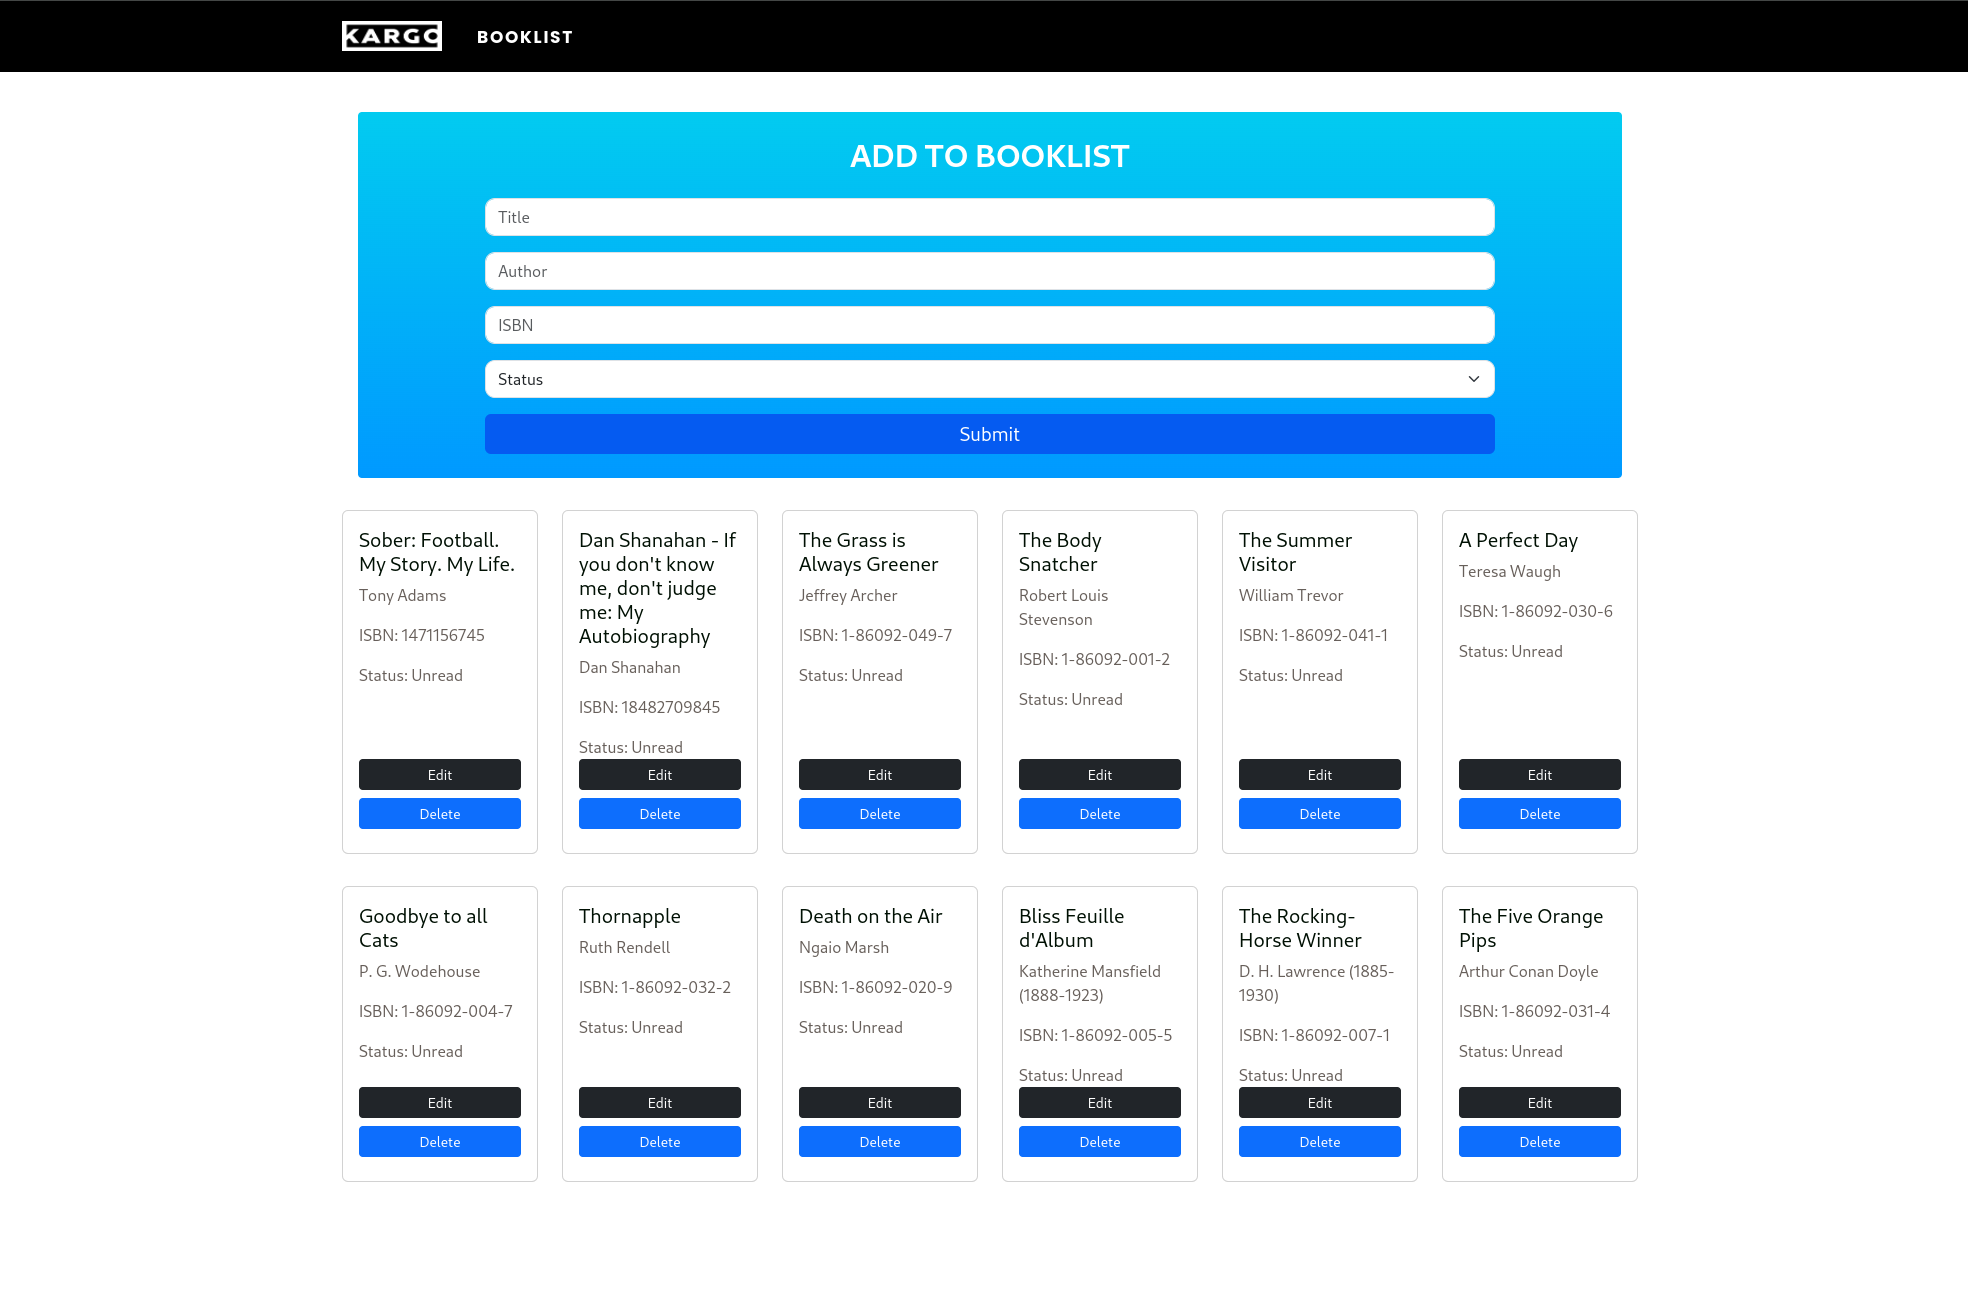 KARGO
BOOKLIST
ADD TO BOOKLIST
Title
Author
ISBN
Status
Submit
Sober: Football.
My Story. My Life.
Tony Adams
ISBN: 1471156745
Status: Unread
Edit
Delete
Dan Shanahan - If
you don't know
me, don't judge
me: My
Autobiography
Dan Shanahan
ISBN: 18482709845
Status: Unread
Edit
Delete
The Grass is
Always Greener
Jeffrey Archer
ISBN: 1-86092-049-7
Status: Unread
Edit
Delete
The Body
Snatcher
Robert Louis
Stevenson
ISBN: 1-86092-001-2
Status: Unread
Edit
Delete
The Summer
Visitor
William Trevor
ISBN: 1-86092-041-1
Status: Unread
Edit
Delete
A Perfect Day
Teresa Waugh
ISBN: 1-86092-030-6
Status: Unread
Edit
Delete
Goodbye to all
Cats
P. G. Wodehouse
ISBN: 1-86092-004-7
Status: Unread
Edit
Delete
Thornapple
Ruth Rendell
ISBN: 1-86092-032-2
Status: Unread
Edit
Delete
Death on the Air
Ngaio Marsh
ISBN: 1-86092-020-9
Status: Unread
Edit
Delete
Bliss Feuille
d'Album
Katherine Mansfield
(1888-1923)
ISBN: 1-86092-005-5
Status: Unread
Edit
Delete
The Rocking-
Horse Winner
D. H. Lawrence (1885-
1930)
ISBN: 1-86092-007-1
Status: Unread
Edit
Delete
The Five Orange
Pips
Arthur Conan Doyle
ISBN: 1-86092-031-4
Status: Unread
Edit
Delete